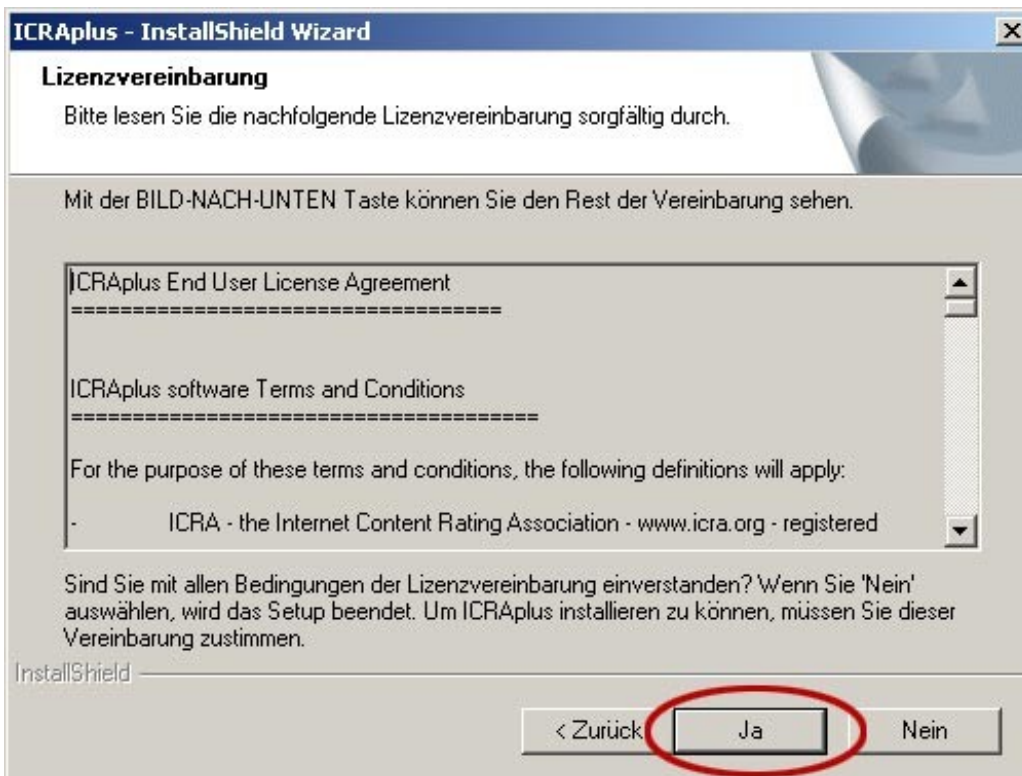 ICRAplus - InstallShield Wizard
Lizenzvereinbarung
Bitte lesen Sie die nachfolgende Lizenzvereinbarung sorgfältig durch.
Mit der BILD-NACH-UNTEN Taste können Sie den Rest der Vereinbarung sehen.
ICRAplus End User License Agreement
===================================
ICRAplus software Terms and Conditions
======================================
For the purpose of these terms and conditions, the following definitions will apply:
- ICRA - the Internet Content Rating Association - www.icra.org - registered
Sind Sie mit allen Bedingungen der Lizenzvereinbarung einverstanden? Wenn Sie 'Nein'
auswählen, wird das Setup beendet. Um ICRAplus installieren zu können, müssen Sie dieser
Vereinbarung zustimmen.
InstallShield
< Zurück Ja Nein